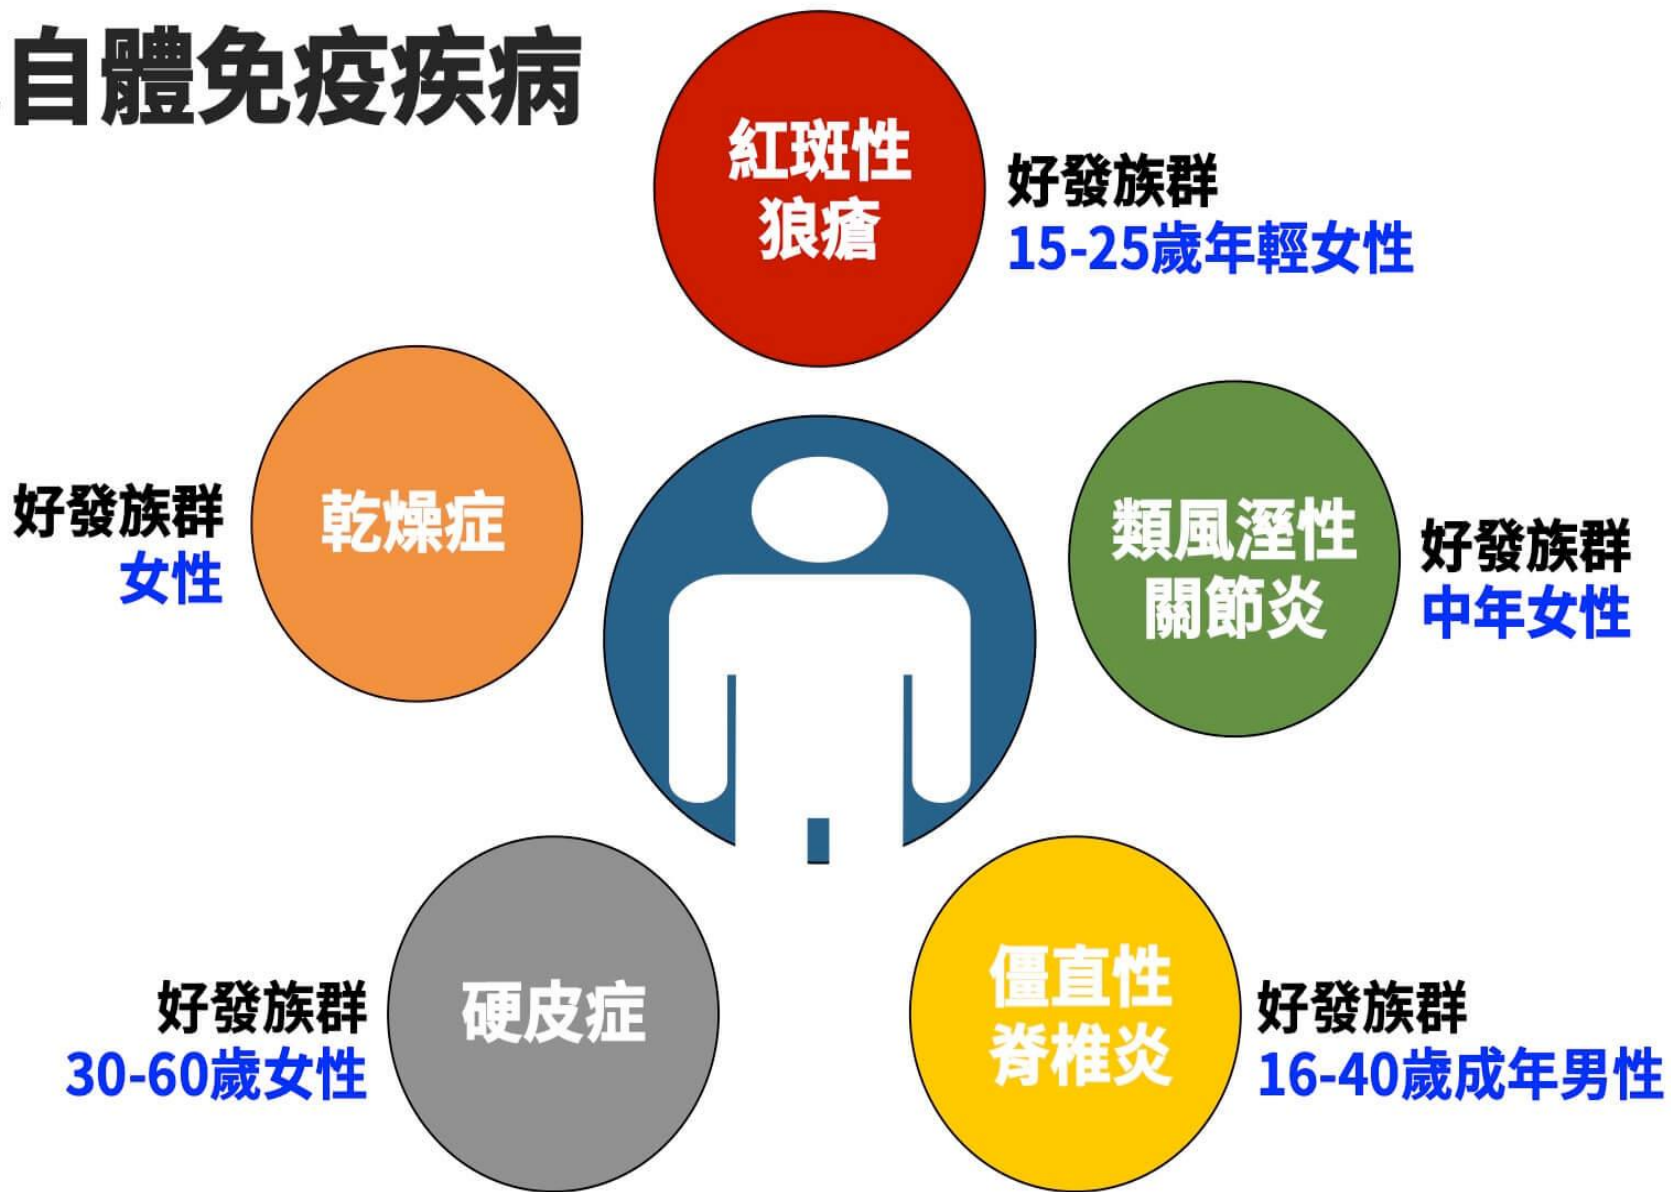 自體免疫疾病
紅斑性
狼瘡
好發族群
15-25歲年輕女性
乾燥症
好發族群
女性
類風溼性
關節炎
好發族群
中年女性
硬皮症
好發族群
30-60歲女性
僵直性
脊椎炎
好發族群
16-40歲成年男性